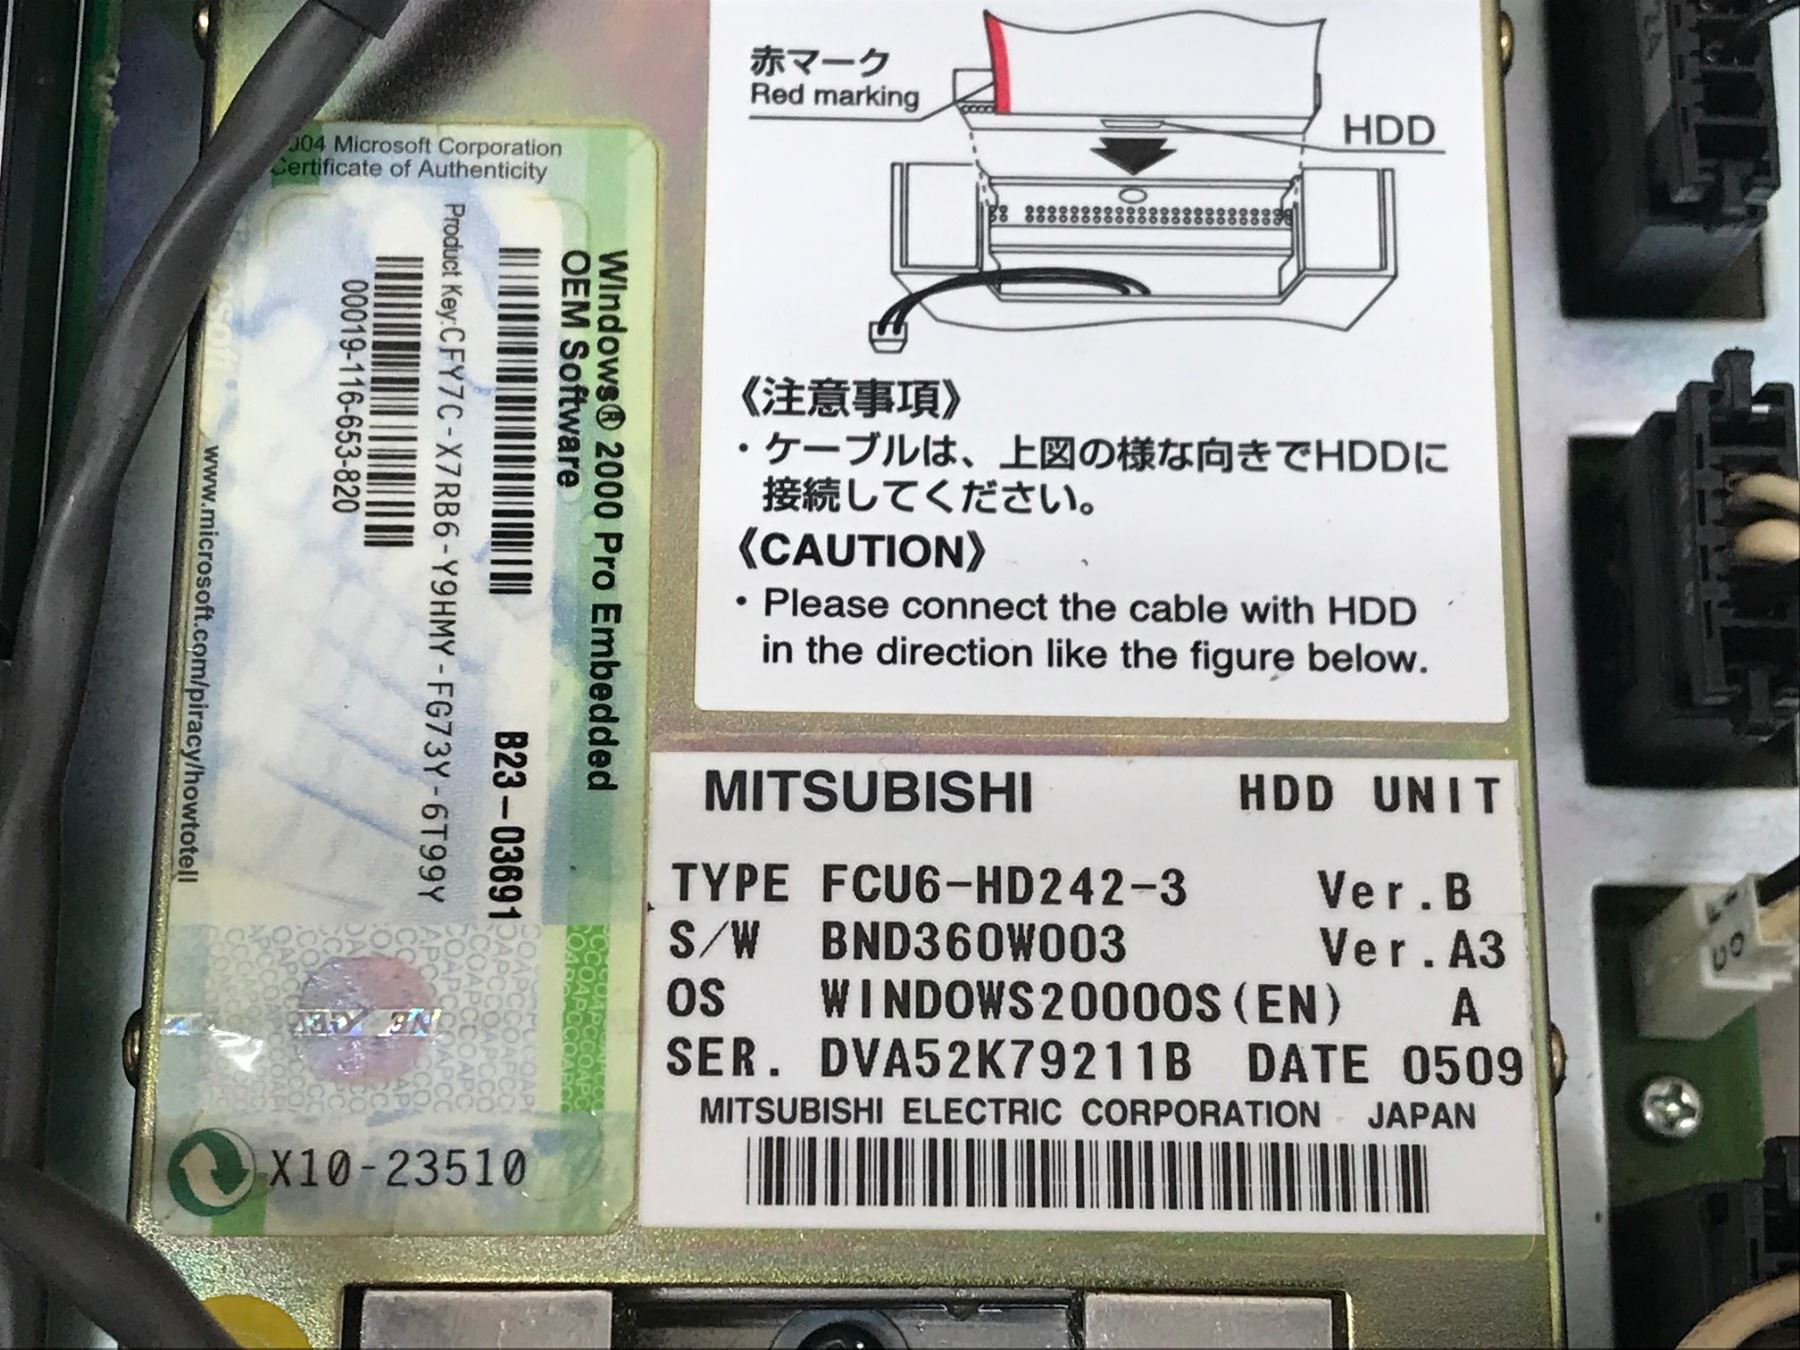 赤マーク
Red marking
HDD
《注意事項》
・ケーブルは、上図の様な向きでHDDに
接続してください。
《CAUTION》
・Please connect the cable with HDD
in the direction like the figure below.
MITSUBISHI HDD UNIT
TYPE FCU6-HD242-3 Ver.B
S/W BND360W003 Ver.A3
OS WINDOWS2000OS(EN) A
SER. DVA52K79211B DATE 0509
MITSUBISHI ELECTRIC CORPORATION JAPAN
04 Microsoft Corporation
Certificate of Authenticity
Windows® 2000 Pro Embedded
OEM Software
B23-03691
Product Key:CFY7C-X7RB6-Y9HMY-FG73Y-6T99Y
00019-116-653-820
www.microsoft.com/piracy/howtotell
X10-23510